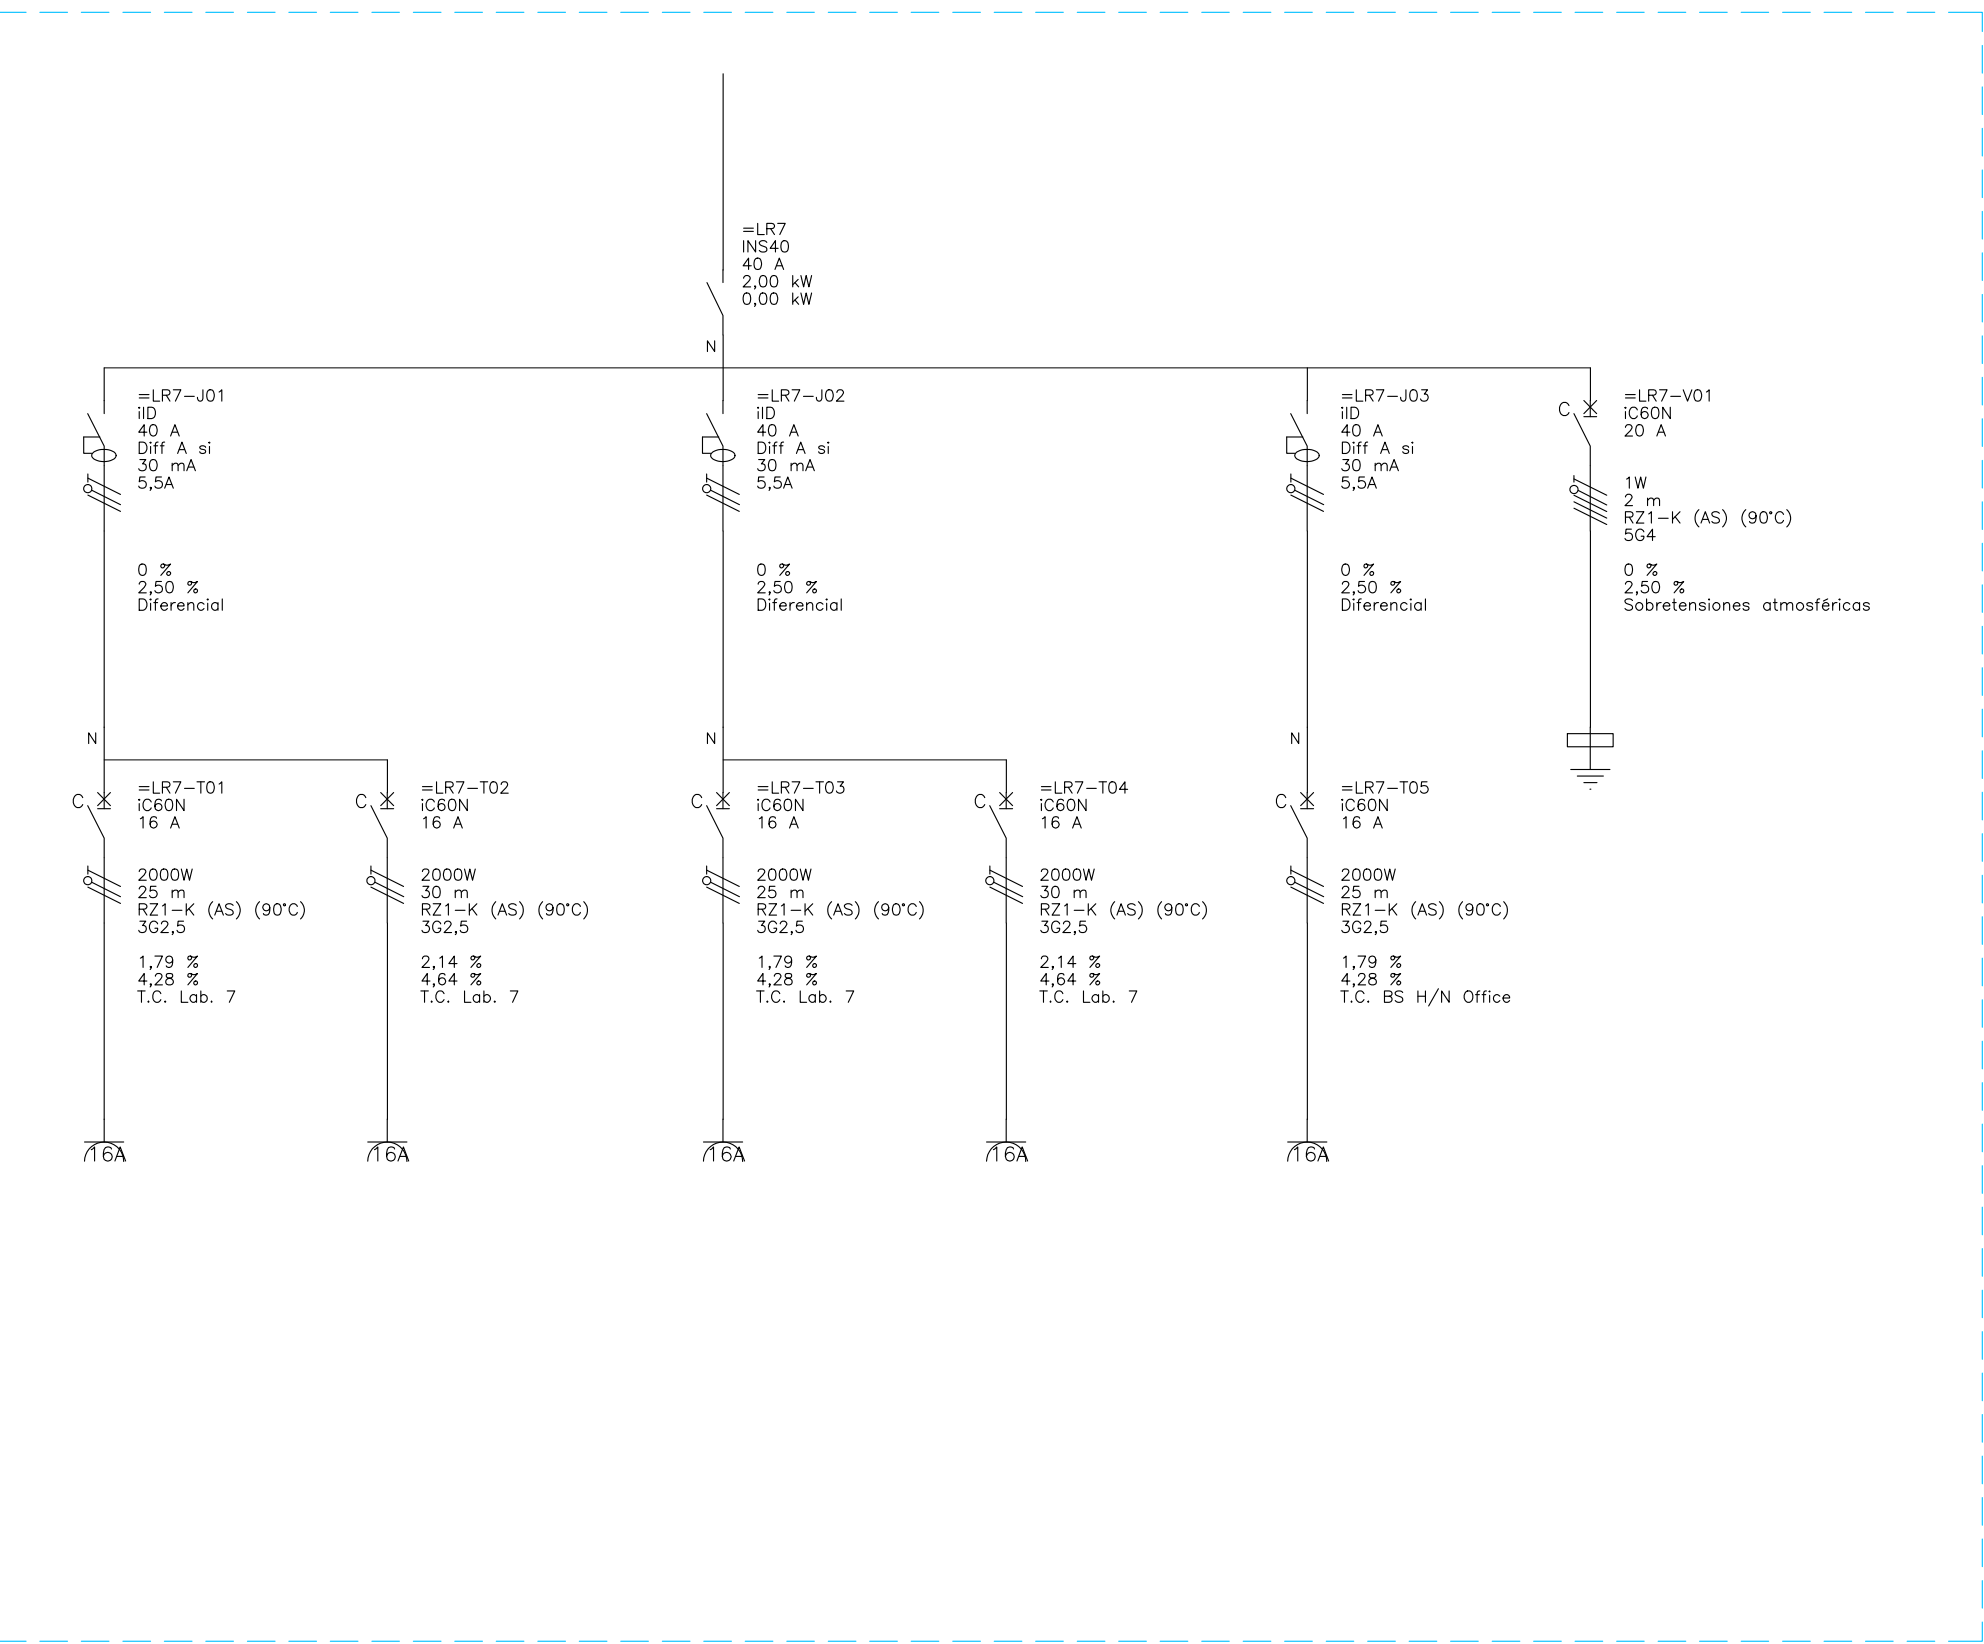 =LR7
INS40
40 A
2,00 kW
0,00 kW
N
=LR7-J01
iID
40 A
Diff A si
30 mA
5,5A
0 %
2,50 %
Diferencial
=LR7-J02
iID
40 A
Diff A si
30 mA
5,5A
0 %
2,50 %
Diferencial
=LR7-J03
iID
40 A
Diff A si
30 mA
5,5A
0 %
2,50 %
Diferencial
C
=LR7-V01
iC60N
20 A
1W
2 m
RZ1-K (AS) (90°C)
5G4
0 %
2,50 %
Sobretensiones atmosféricas
N
N
N
C
=LR7-T01
iC60N
16 A
2000W
25 m
RZ1-K (AS) (90°C)
3G2,5
1,79 %
4,28 %
T.C. Lab. 7
16A
C
=LR7-T02
iC60N
16 A
2000W
30 m
RZ1-K (AS) (90°C)
3G2,5
2,14 %
4,64 %
T.C. Lab. 7
16A
C
=LR7-T03
iC60N
16 A
2000W
25 m
RZ1-K (AS) (90°C)
3G2,5
1,79 %
4,28 %
T.C. Lab. 7
16A
C
=LR7-T04
iC60N
16 A
2000W
30 m
RZ1-K (AS) (90°C)
3G2,5
2,14 %
4,64 %
T.C. Lab. 7
16A
C
=LR7-T05
iC60N
16 A
2000W
25 m
RZ1-K (AS) (90°C)
3G2,5
1,79 %
4,28 %
T.C. BS H/N Office
16A